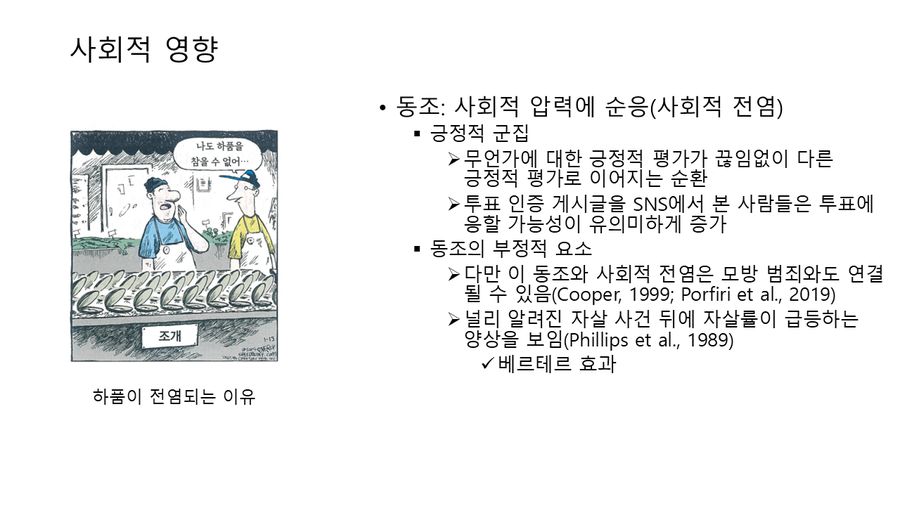 사회적 영향
나도 하품을
참을 수 없어…
조개
1-13
하품이 전염되는 이유
• 동조: 사회적 압력에 순응(사회적 전염)
▪ 긍정적 군집
➢무언가에 대한 긍정적 평가가 끊임없이 다른
긍정적 평가로 이어지는 순환
➢투표 인증 게시글을 SNS에서 본 사람들은 투표에
응할 가능성이 유의미하게 증가
▪ 동조의 부정적 요소
➢다만 이 동조와 사회적 전염은 모방 범죄와도 연결
될 수 있음(Cooper, 1999; Porfiri et al., 2019)
➢널리 알려진 자살 사건 뒤에 자살률이 급등하는
양상을 보임(Phillips et al., 1989)
✓베르테르 효과